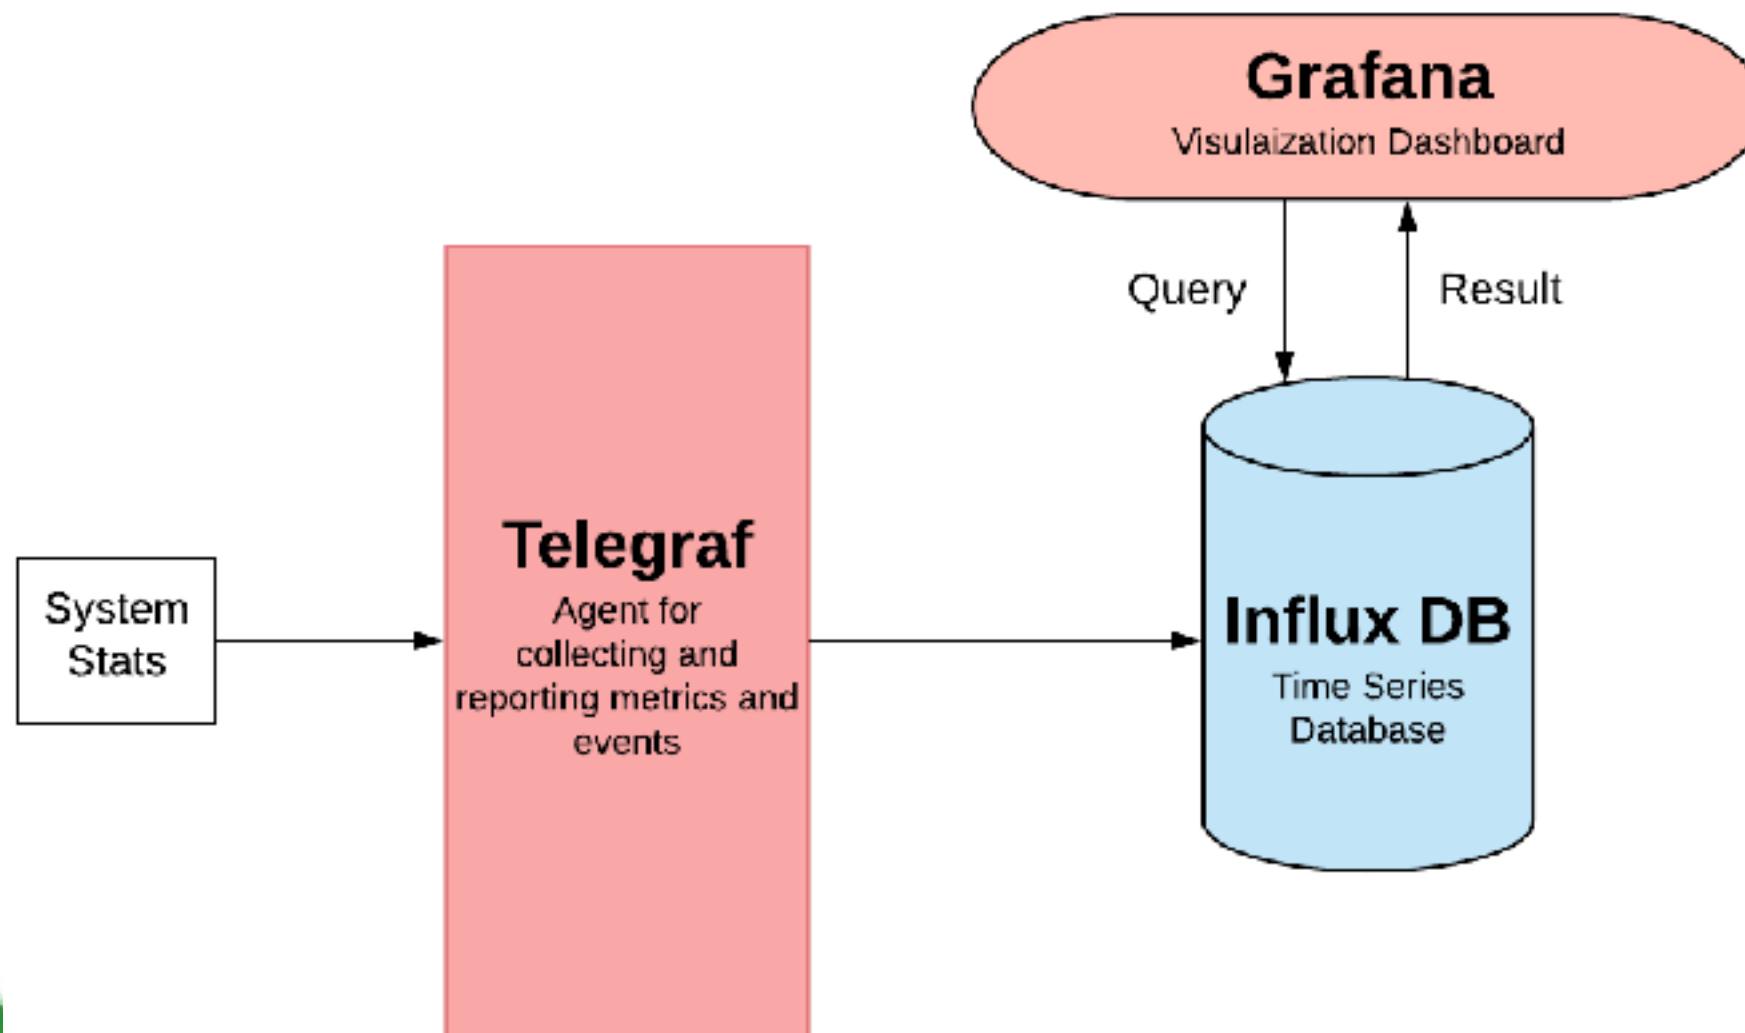 Grafana
Visulaization Dashboard
Query
Result
System
Stats
Telegraf
Agent for
collecting and
reporting metrics and
events
Influx DB
Time Series
Database